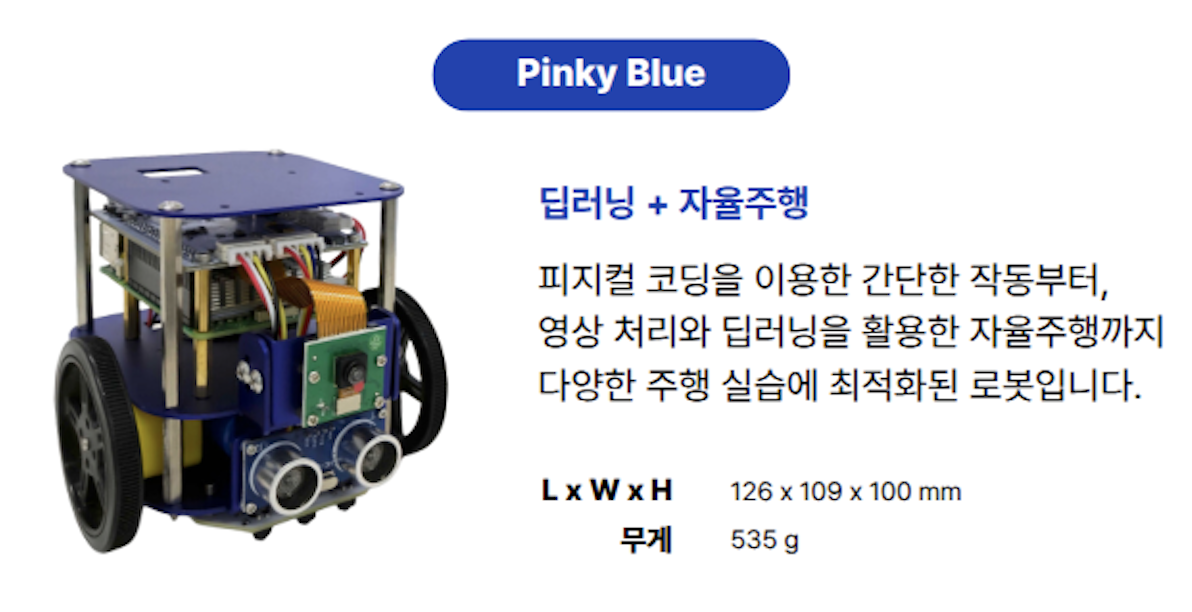 Pinky Blue
딥러닝 + 자율주행
피지컬 코딩을 이용한 간단한 작동부터,
영상 처리와 딥러닝을 활용한 자율주행까지
다양한 주행 실습에 최적화된 로봇입니다.
L x W x H 126 x 109 x 100 mm
무게 535 g